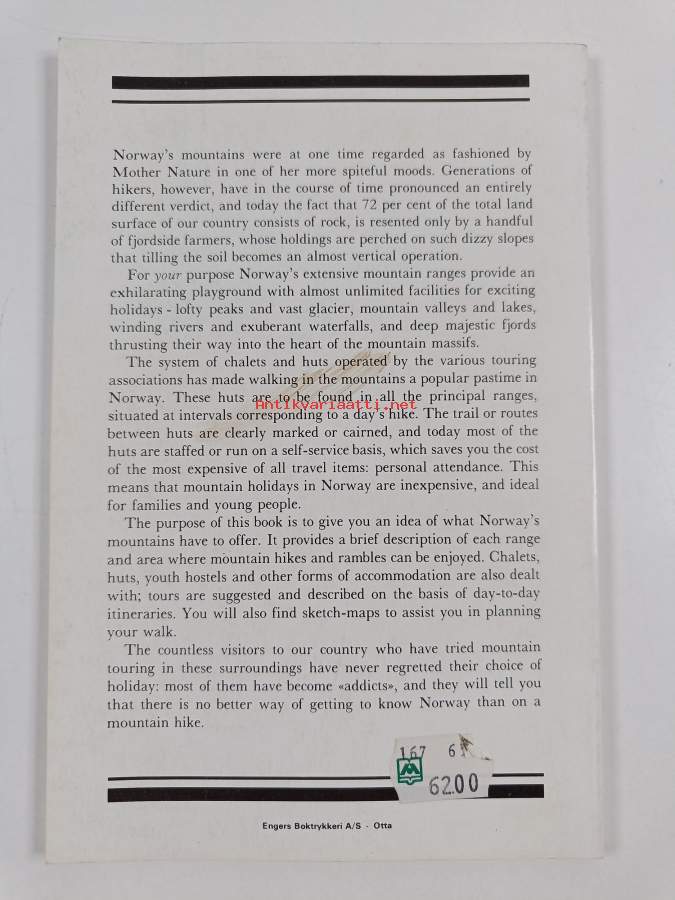 Norway's mountains were at one time regarded as fashioned by
Mother Nature in one of her more spiteful moods. Generations of
hikers, however, have in the course of time pronounced an entirely
different verdict, and today the fact that 72 per cent of the total land
surface of our country consists of rock, is resented only by a handful
of fjordside farmers, whose holdings are perched on such dizzy slopes
that tilling the soil becomes an almost vertical operation.
For your purpose Norway's extensive mountain ranges provide an
exhilarating playground with almost unlimited facilities for exciting
holidays - lofty peaks and vast glacier, mountain valleys and lakes,
winding rivers and exuberant waterfalls, and deep majestic fjords
thrusting their way into the heart of the mountain massifs.
The system of chalets and huts operated by the various touring
associations has made walking in the mountains a popular pastime in
Norway. These huts are to be found in all the principal ranges,
Antikvariaatti.net
situated at intervals corresponding to a day's hike. The trail or routes
between huts are clearly marked or cairned, and today most of the
huts are staffed or run on a self-service basis, which saves you the cost
of the most expensive of all travel items: personal attendance. This
means that mountain holidays in Norway are inexpensive, and ideal
for families and young people.
The purpose of this book is to give you an idea of what Norway's
mountains have to offer. It provides a brief description of each range
and area where mountain hikes and rambles can be enjoyed. Chalets,
huts, youth hostels and other forms of accommodation are also dealt
with; tours are suggested and described on the basis of day-to-day
itineraries. You will also find sketch-maps to assist you in planning
your walk.
The countless visitors to our country who have tried mountain
touring in these surroundings have never regretted their choice of
holiday: most of them have become «addicts», and they will tell you
that there is no better way of getting to know Norway than on a
mountain hike.
167
62.00
Engers Boktrykkeri A/S - Otta